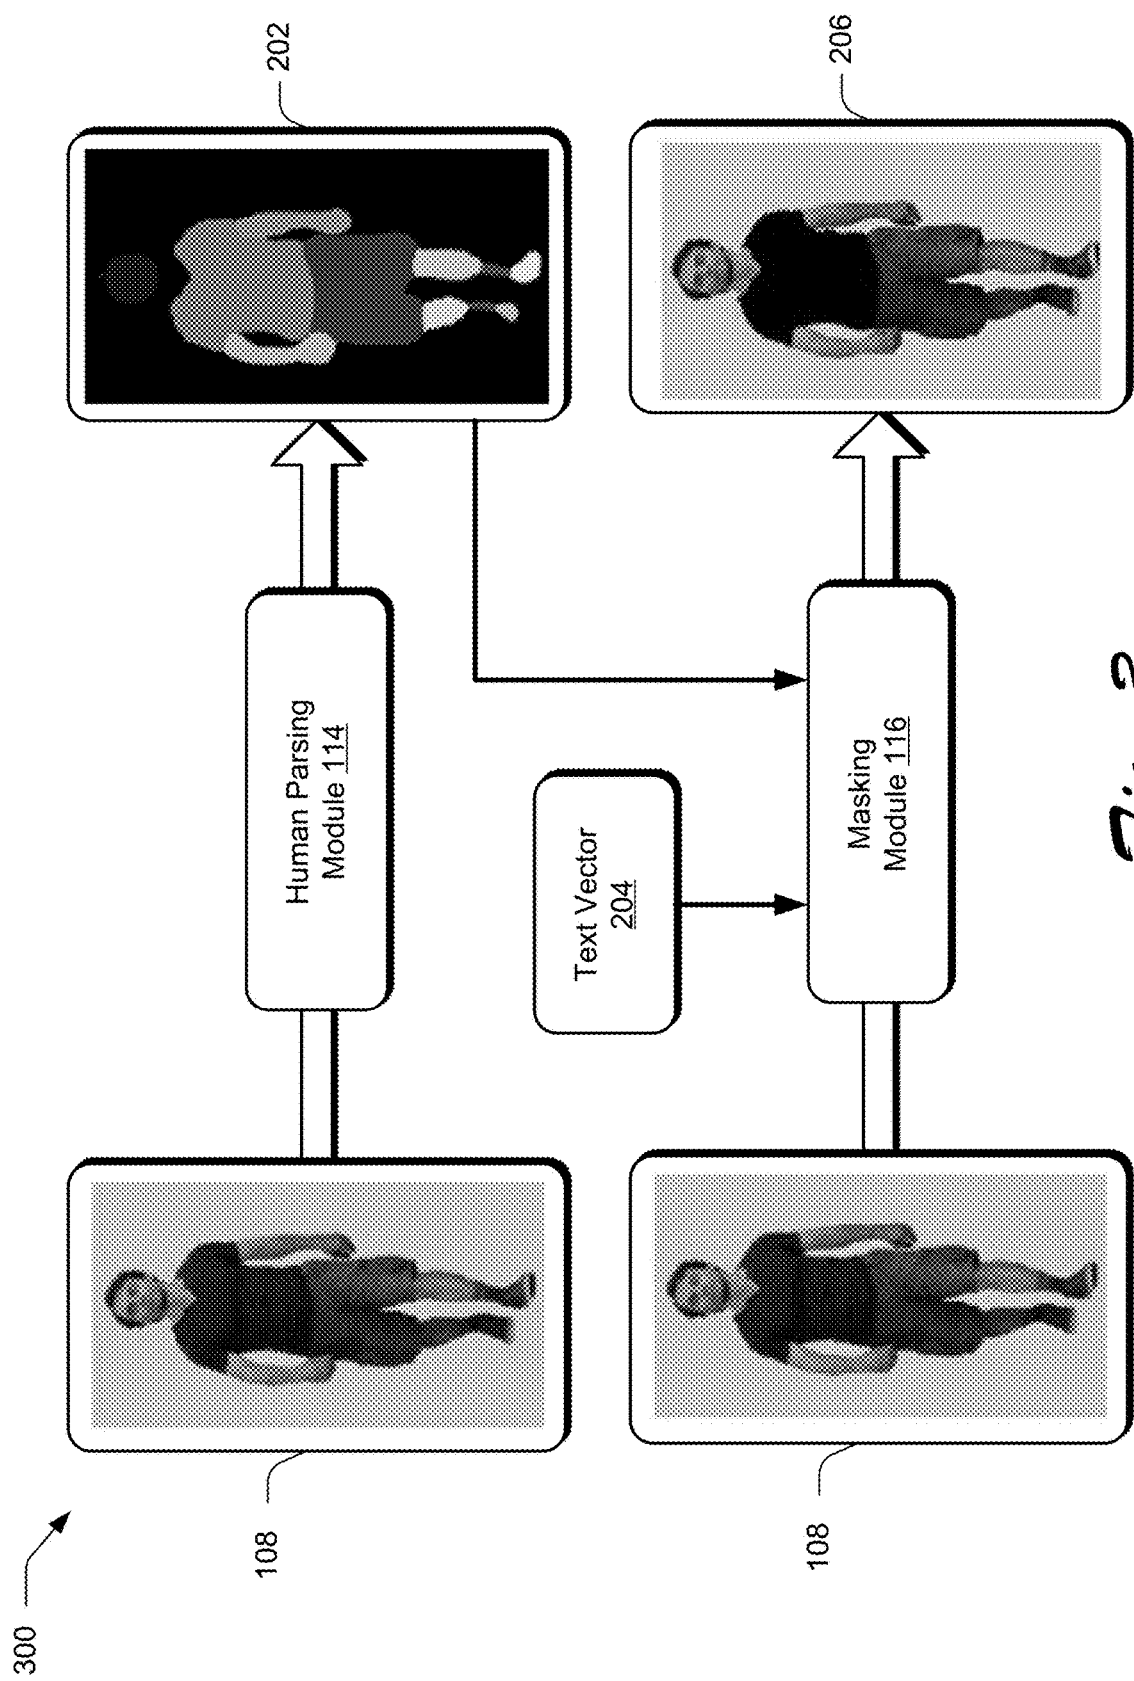 300
108
Human Parsing
Module 114
202
Text Vector
204
108
Masking
Module 116
206